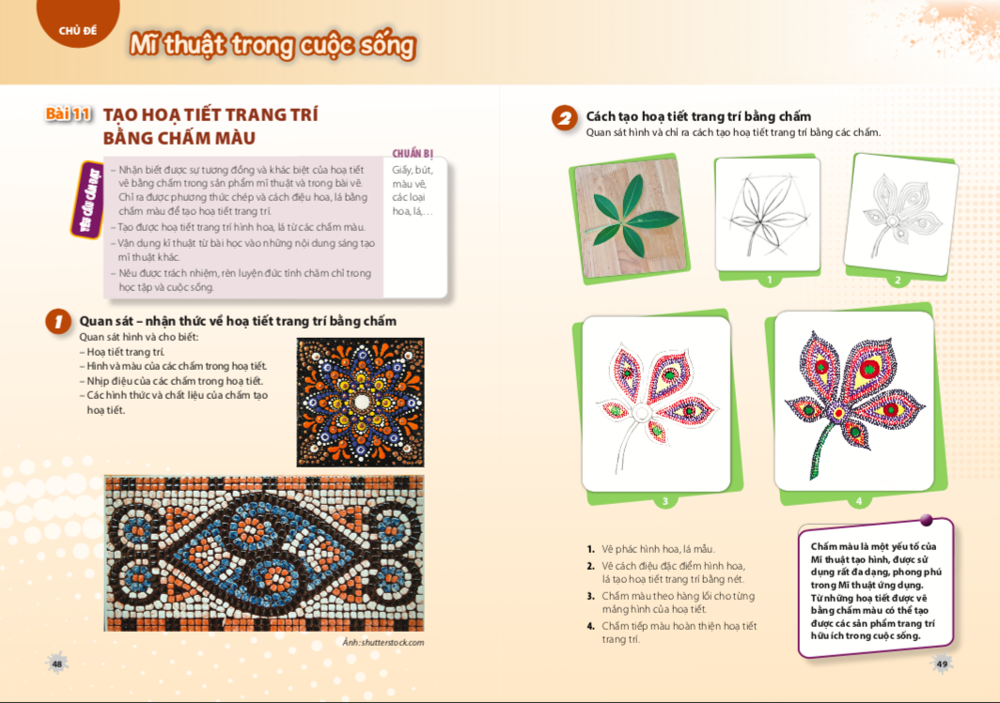 CHỦ ĐỀ
Mĩ thuật trong cuộc sống
Bài 11
TẠO HOẠ TIẾT TRANG TRÍ
BẰNG CHẤM MÀU
YÊU CẦU CẦN ĐẠT
– Nhận biết được sự tương đồng và khác biệt của hoạ tiết
vẽ bằng chấm trong sản phẩm mĩ thuật và trong bài vẽ.
Chỉ ra được phương thức chép và cách điệu hoa, lá bằng
chấm màu để tạo hoạ tiết trang trí.
– Tạo được hoạ tiết trang trí hình hoa, lá từ các chấm màu.
– Vận dụng kĩ thuật từ bài học vào những nội dung sáng tạo
mĩ thuật khác.
– Nêu được trách nhiệm, rèn luyện đức tính chăm chỉ trong
học tập và cuộc sống.
CHUẨN BỊ
Giấy, bút,
màu vẽ,
các loại
hoa, lá,…
1
Quan sát – nhận thức về hoạ tiết trang trí bằng chấm
Quan sát hình và cho biết:
– Hoạ tiết trang trí.
– Hình và màu của các chấm trong hoạ tiết.
– Nhịp điệu của các chấm trong hoạ tiết.
– Các hình thức và chất liệu của chấm tạo
hoạ tiết.
Ảnh: shutterstock.com
48
2
Cách tạo hoạ tiết trang trí bằng chấm
Quan sát hình và chỉ ra cách tạo hoạ tiết trang trí bằng các chấm.
1
2
3
4
1. Vẽ phác hình hoa, lá mẫu.
2. Vẽ cách điệu đặc điểm hình hoa,
lá tạo hoạ tiết trang trí bằng nét.
3. Chấm màu theo hàng lối cho từng
mảng hình của hoạ tiết.
4. Chấm tiếp màu hoàn thiện hoạ tiết
trang trí.
Chấm màu là một yếu tố của
Mĩ thuật tạo hình, được sử
dụng rất đa dạng, phong phú
trong Mĩ thuật ứng dụng.
Từ những hoạ tiết được vẽ
bằng chấm màu có thể tạo
được các sản phẩm trang trí
hữu ích trong cuộc sống.
49